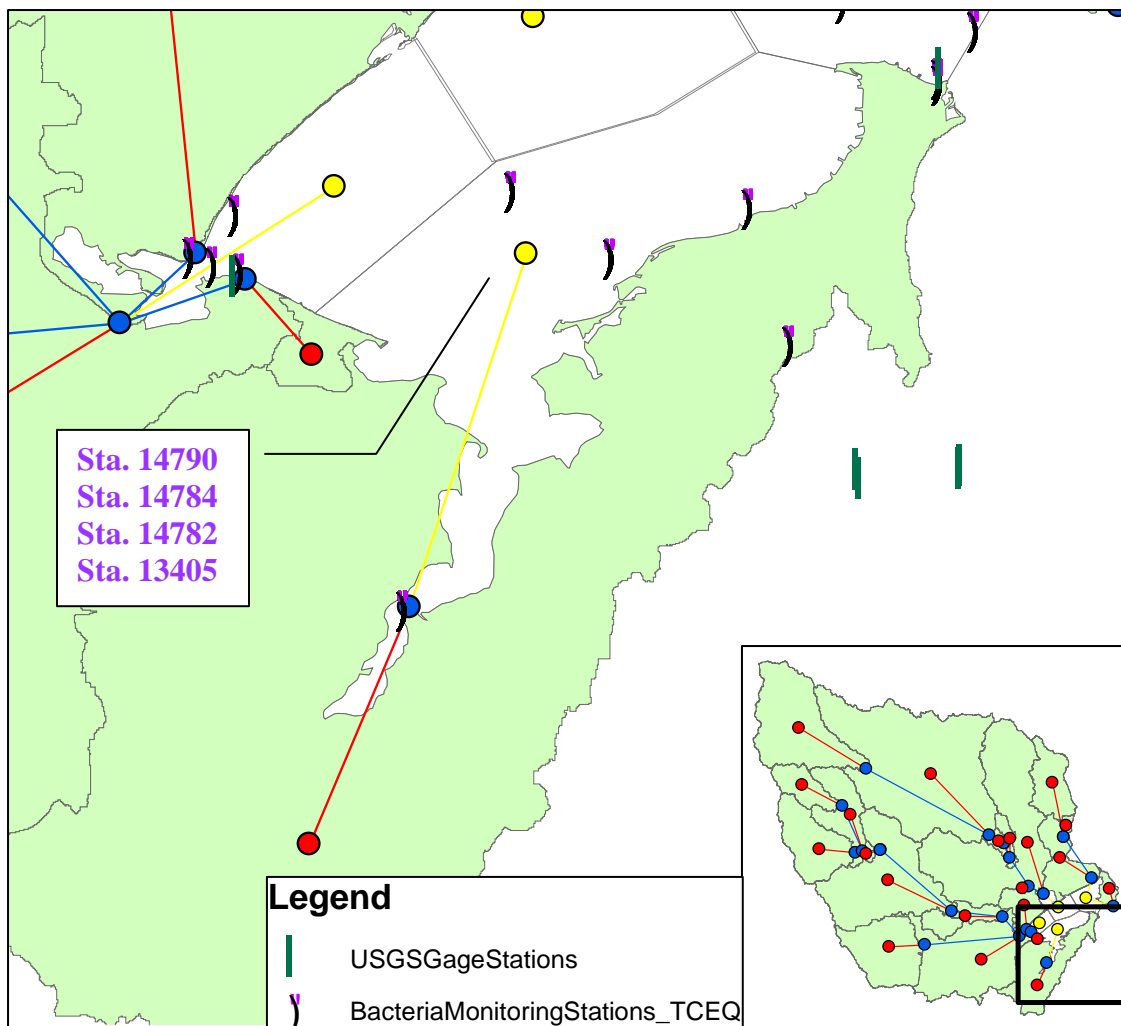 Sta. 14790
Sta. 14784
Sta. 14782
Sta. 13405
Legend
USGSGageStations
BacteriaMonitoringStations_TCEQ